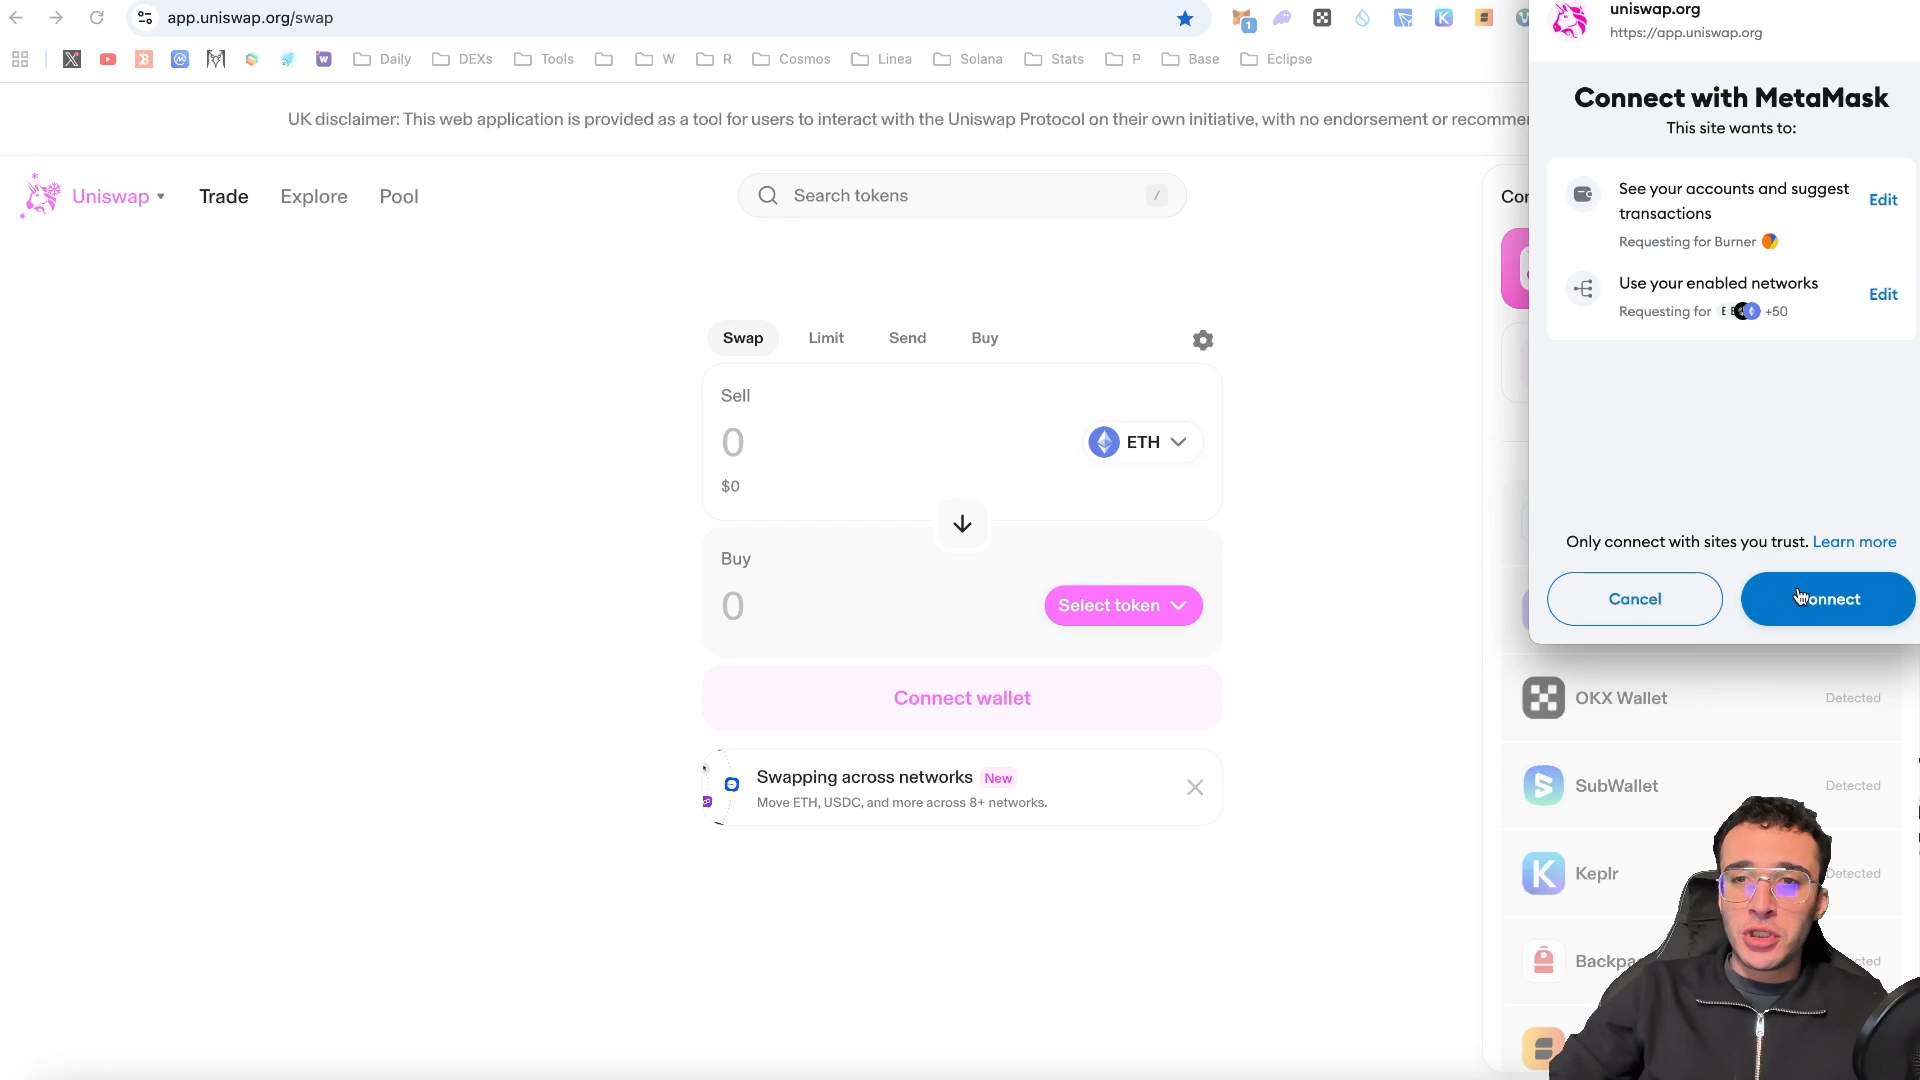 app.uniswap.org/swap
1
Daily
DEXs
Tools
W
R
Cosmos
Linea
Solana
Stats
P
Base
Eclipse
UK disclaimer: This web application is provided as a tool for users to interact with the Uniswap Protocol on their own initiative, with no endorsement or
Uniswap
Trade
Explore
Pool
Search tokens
/
Swap
Limit
Send
Buy
Sell
0
ETH
$0
Buy
0
Select token
Connect wallet
Swapping across networks New
Move ETH, USDC, and more across 8+ networks.
uniswap.org
https://app.uniswap.org
Connect with MetaMask
This site wants to:
See your accounts and suggest
transactions
Edit
Requesting for Burner
Use your enabled networks
Edit
Requesting for
+50
Only connect with sites you trust. Learn more
Cancel
Connect
OKX Wallet
Detected
SubWallet
Detected
Keplr
Detected